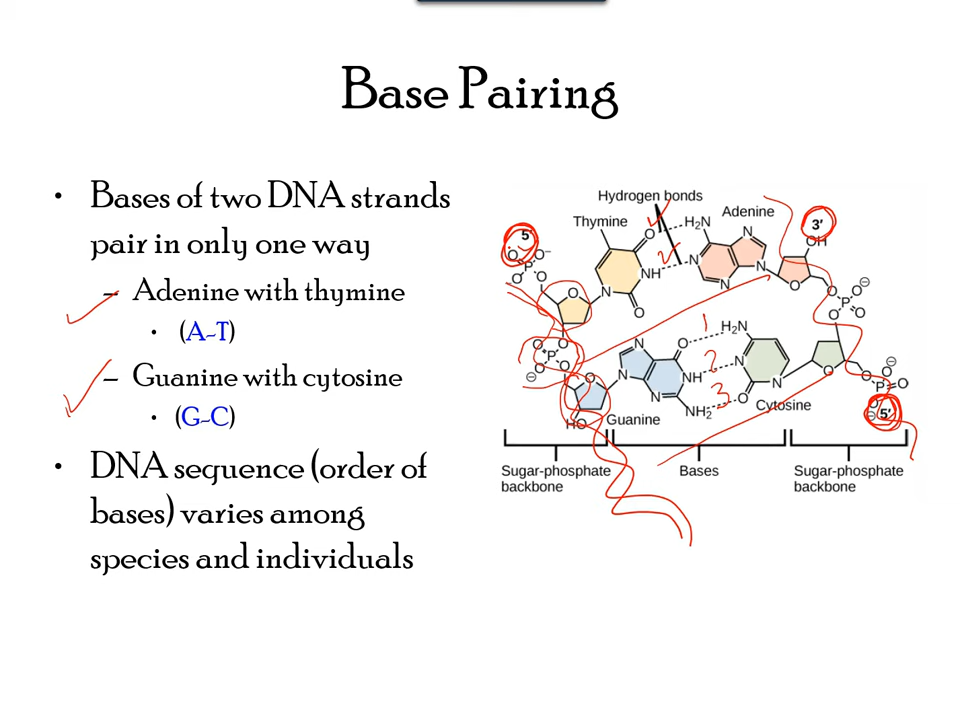 Base Pairing
• Bases of two DNA strands
pair in only one way
– Adenine with thymine
• (A-T)
– Guanine with cytosine
• (G-C)
• DNA sequence (order of
bases) varies among
species and individuals
Hydrogen bonds
Thymine
Adenine
5′
3′
O
H₂N
N
OH
O
O⁻
P
O
O
NH
N
N
N
N
O
O
O
P
O
O
⊖
O
1
H₂N
O
O
P
O
O
⊖
N
O
2
NH
N
O
O
N
N
3
NH₂
O
N
O
P
O
O
⊖
⊖
HO
Guanine
Cytosine
5′
Sugar-phosphate
backbone
Bases
Sugar-phosphate
backbone